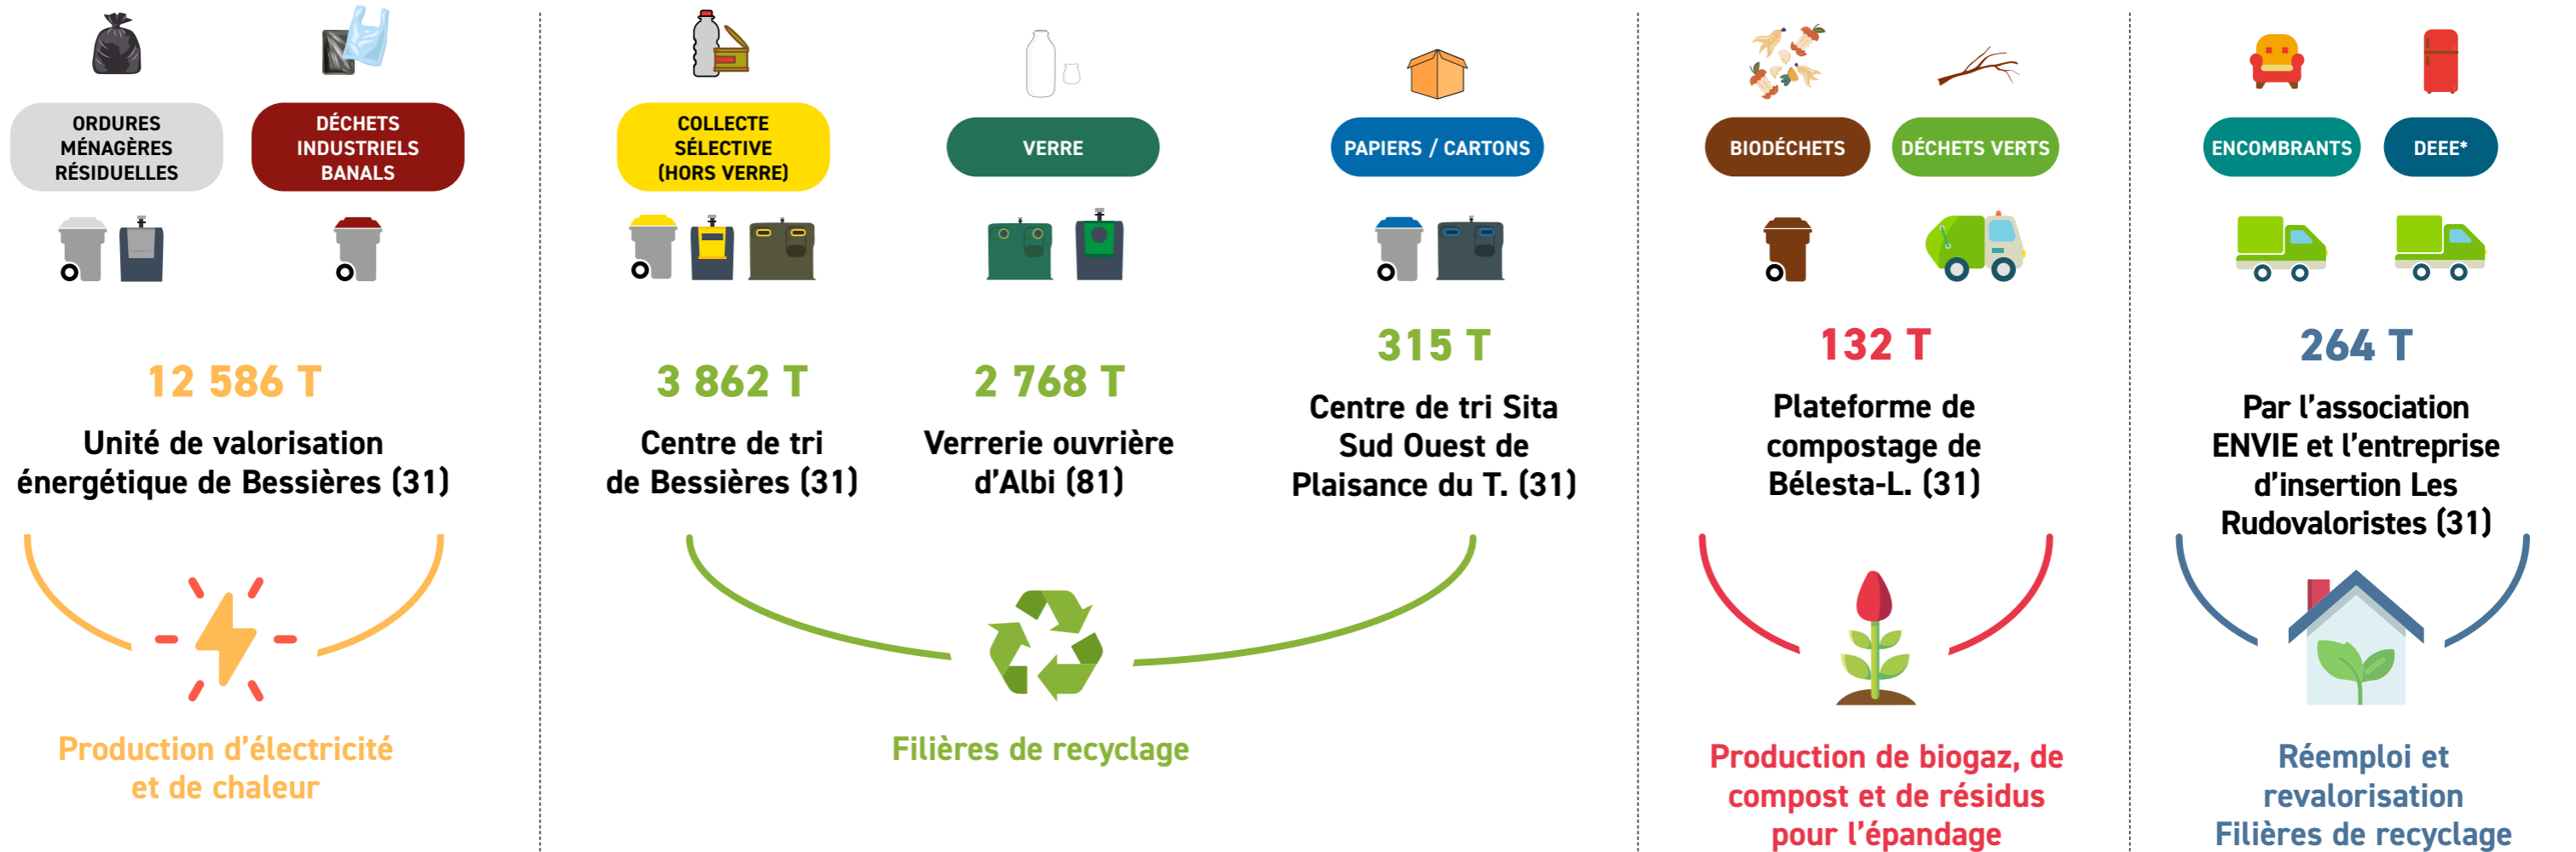 ORDURES
MÉNAGÈRES
RÉSIDUELLES
DÉCHETS
INDUSTRIELS
BANALS
12 586 T
Unité de valorisation
énergétique de Bessières (31)
Production d’électricité
et de chaleur
COLLECTE
SÉLECTIVE
(HORS VERRE)
3 862 T
Centre de tri
de Bessières (31)
VERRE
2 768 T
Verrerie ouvrière
d’Albi (81)
PAPIERS / CARTONS
315 T
Centre de tri Sita
Sud Ouest de
Plaisance du T. (31)
Filières de recyclage
BIODÉCHETS
DÉCHETS VERTS
132 T
Plateforme de
compostage de
Bélesta-L. (31)
Production de biogaz, de
compost et de résidus
pour l’épandage
ENCOMBRANTS
DEEE*
264 T
Par l’association
ENVIE et l’entreprise
d’insertion Les
Rudovaloristes (31)
Réemploi et
revalorisation
Filières de recyclage